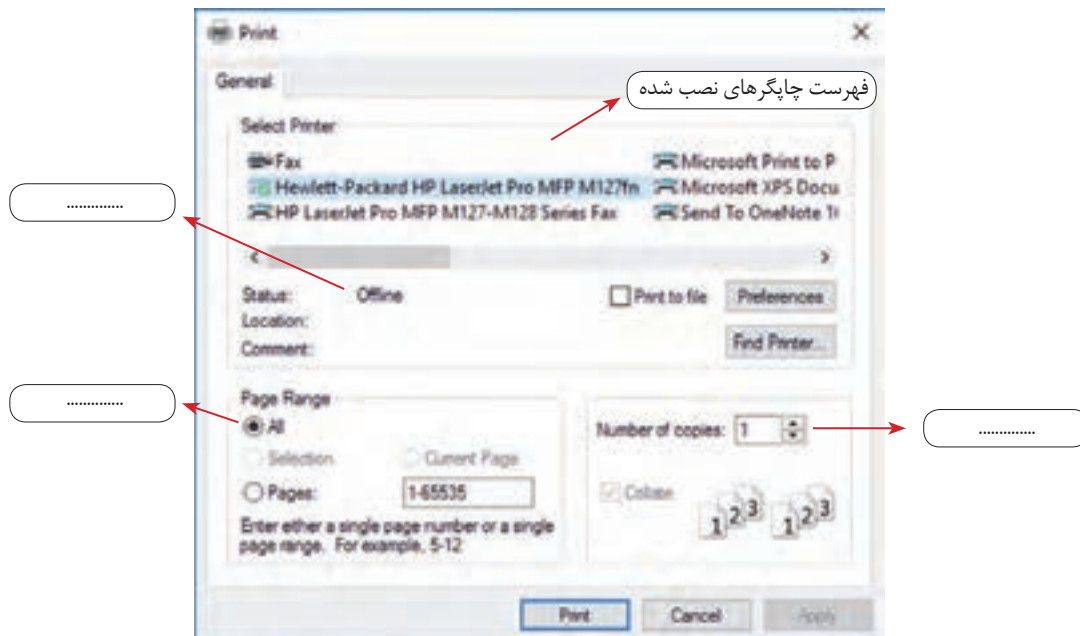 Print
General
فهرست چاپگرهای نصب شده
Select Printer
Fax
Microsoft Print to P
Hewlett-Packard HP LaserJet Pro MFP M127fn
Microsoft XPS Docu
HP LaserJet Pro MFP M127-M128 Series Fax
Send To OneNote 1
.............
Status: Offline
Print to file
Preferences
Location:
Comment:
Find Printer...
Page Range
.............
All
Selection
Current Page
Pages: 1-65535
Enter either a single page number or a single
page range. For example, 5-12
Number of copies: 1
.............
Collate
1 2 3 1 2 3
Print
Cancel
Apply